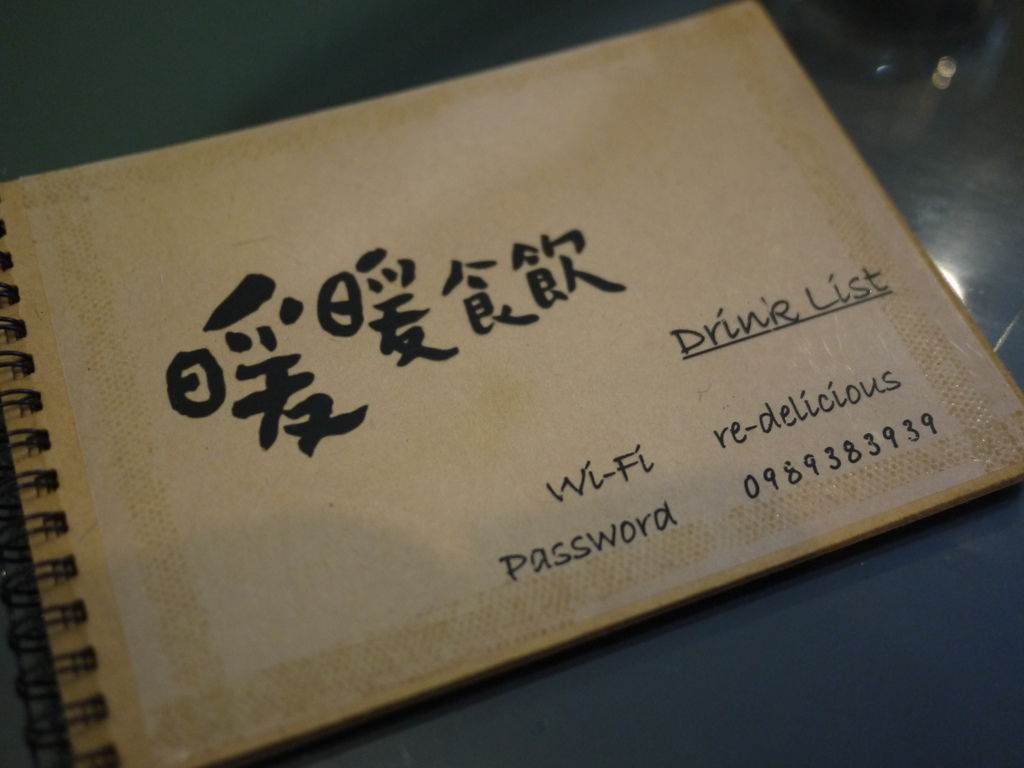 暖暖食飲
Drink List
Wi-Fi re-delicious
Password 0989383939